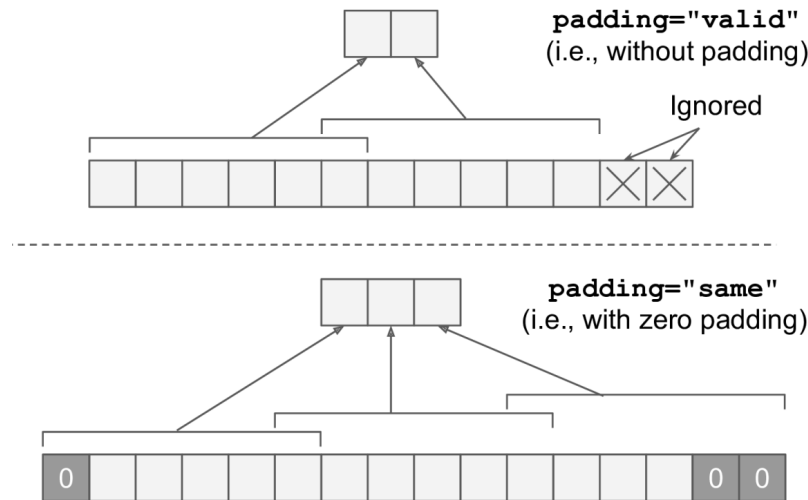 padding="valid"
(i.e., without padding)
Ignored
padding="same"
(i.e., with zero padding)
0 0 0